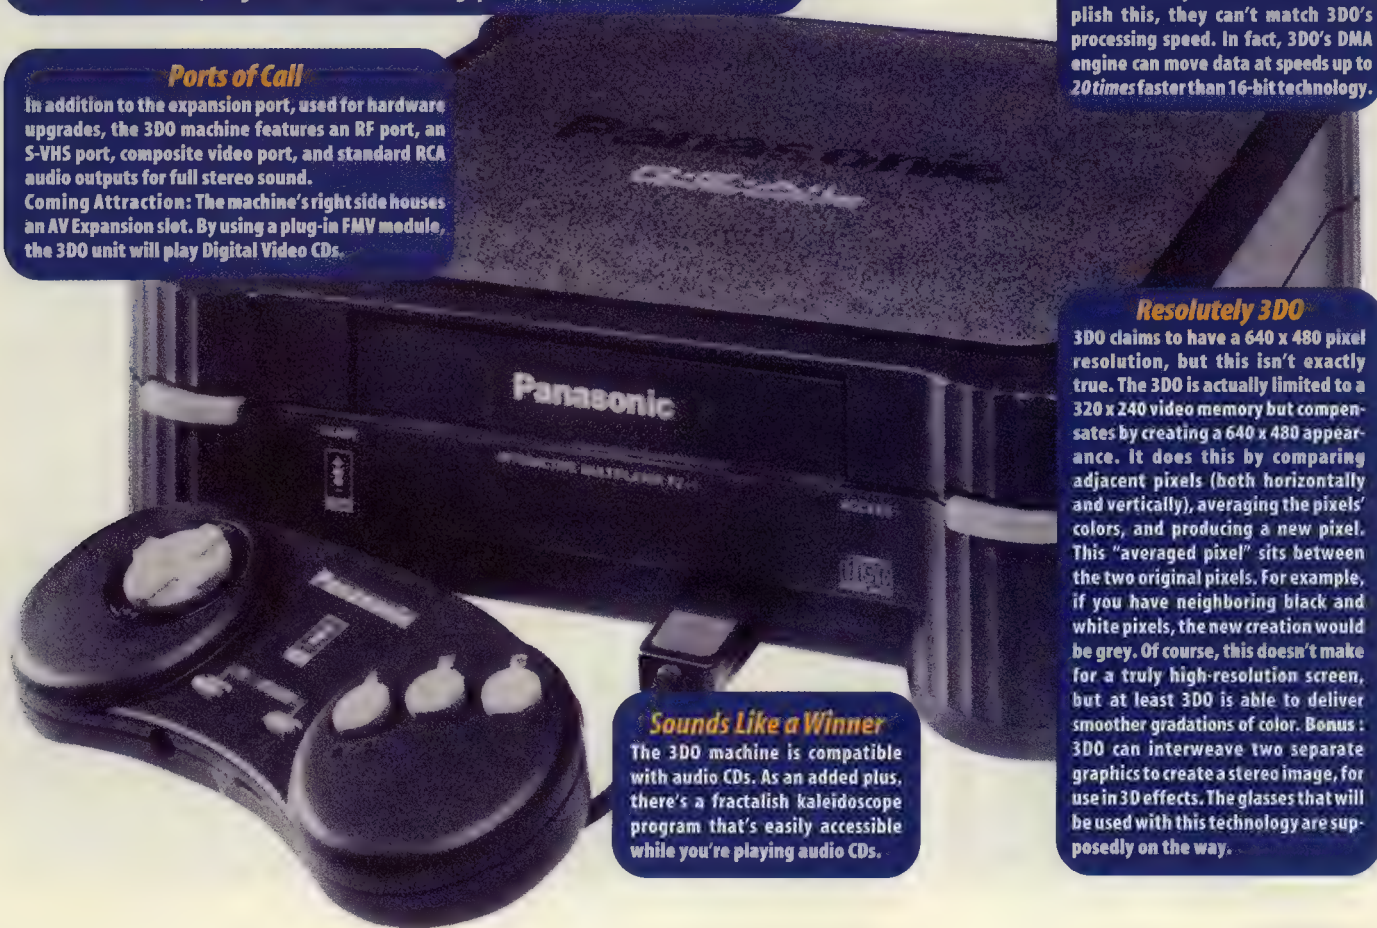 Ports of Call
In addition to the expansion port, used for hardware
upgrades, the 3DO machine features an RF port, an
S-VHS port, composite video port, and standard RCA
audio outputs for full stereo sound.
Coming Attraction: The machine's right side houses
an AV Expansion slot. By using a plug-in FMV module,
the 3DO unit will play Digital Video CDs.
plish this, they can't match 3DO's
processing speed. In fact, 3DO's DMA
engine can move data at speeds up to
20 times faster than 16-bit technology.
Panasonic
Panasonic
Resolutely 3DO
3DO claims to have a 640 x 480 pixel
resolution, but this isn't exactly
true. The 3DO is actually limited to a
320 x 240 video memory but compen-
sates by creating a 640 x 480 appear-
ance. It does this by comparing
adjacent pixels (both horizontally
and vertically), averaging the pixels'
colors, and producing a new pixel.
This "averaged pixel" sits between
the two original pixels. For example,
if you have neighboring black and
white pixels, the new creation would
be grey. Of course, this doesn't make
for a truly high-resolution screen,
but at least 3DO is able to deliver
smoother gradations of color. Bonus :
3DO can interweave two separate
graphics to create a stereo image, for
use in 3D effects. The glasses that will
be used with this technology are sup-
posedly on the way.
Panasonic
Sounds Like a Winner
The 3DO machine is compatible
with audio CDs. As an added plus,
there's a fractalish kaleidoscope
program that's easily accessible
while you're playing audio CDs.